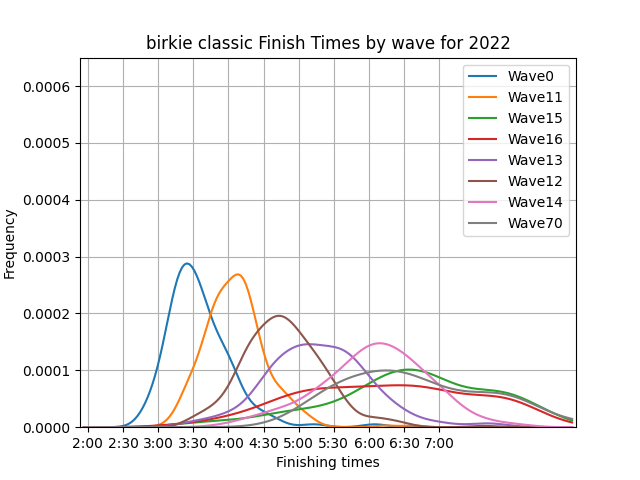 birkie classic Finish Times by wave for 2022
Wave0
Wave11
Wave15
Wave16
Wave13
Wave12
Wave14
Wave70
Frequency
0.0006
0.0005
0.0004
0.0003
0.0002
0.0001
0.0000
2:00 2:30 3:00 3:30 4:00 4:30 5:00 5:30 6:00 6:30 7:00
Finishing times